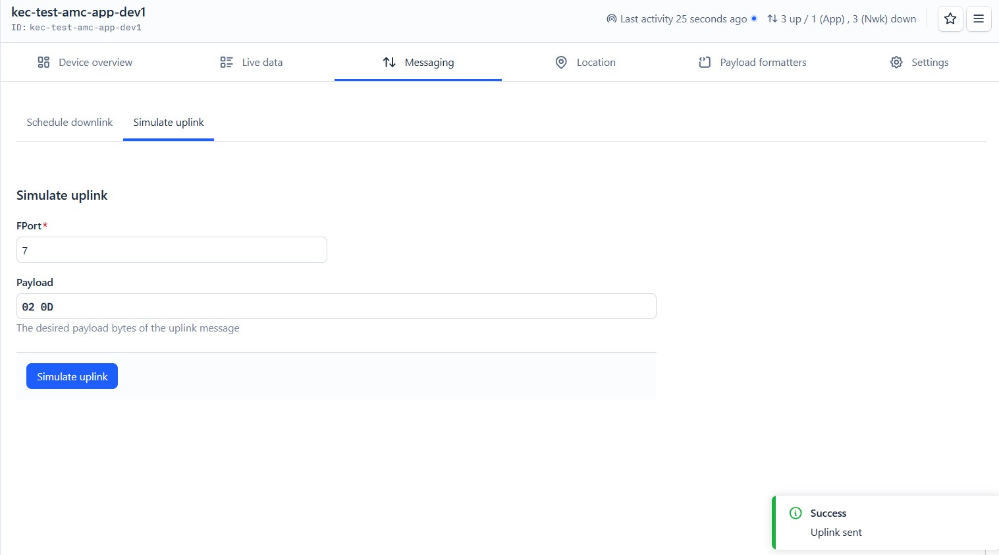 kec-test-amc-app-dev1
ID: kec-test-amc-app-dev1
Last activity 25 seconds ago 3 up / 1 (App) , 3 (Nwk) down
Device overview Live data Messaging Location Payload formatters Settings
Schedule downlink Simulate uplink
Simulate uplink
FPort*
7
Payload
02 0D
The desired payload bytes of the uplink message
Simulate uplink
Success
Uplink sent